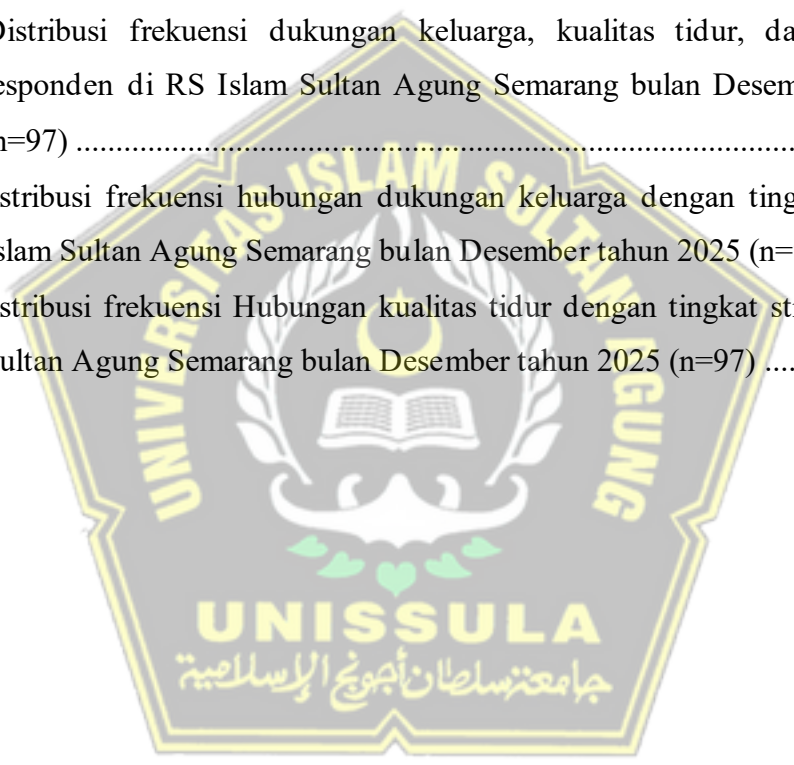 Distribusi frekuensi dukungan keluarga, kualitas tidur, da
esponden di RS Islam Sultan Agung Semarang bulan Desem
n=97) ..........................................................................................
stribusi frekuensi hubungan dukungan keluarga dengan ting
slam Sultan Agung Semarang bulan Desember tahun 2025 (n=
stribusi frekuensi Hubungan kualitas tidur dengan tingkat st
ultan Agung Semarang bulan Desember tahun 2025 (n=97) ....
UNIVERSITAS ISLAM SULTAN AGUNG
UNISSULA
جامعة سلطان أجونج الإسلامية